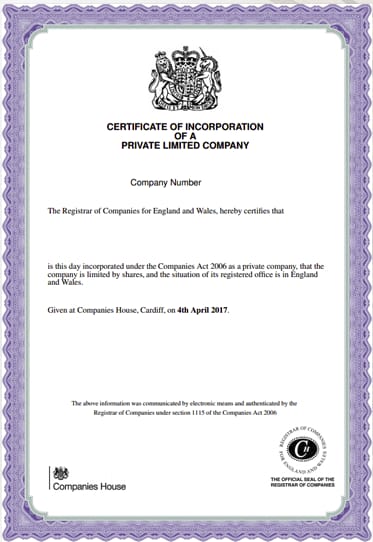 CERTIFICATE OF INCORPORATION
OF A
PRIVATE LIMITED COMPANY
Company Number
The Registrar of Companies for England and Wales, hereby certifies that
is this day incorporated under the Companies Act 2006 as a private company, that the
company is limited by shares, and the situation of its registered office is in England
and Wales.
Given at Companies House, Cardiff, on 4th April 2017.
The above information was communicated by electronic means and authenticated by the
Registrar of Companies under section 1115 of the Companies Act 2006
REGISTRAR OF COMPANIES
FOR ENGLAND AND WALES
C H
Companies House
THE OFFICIAL SEAL OF THE
REGISTRAR OF COMPANIES